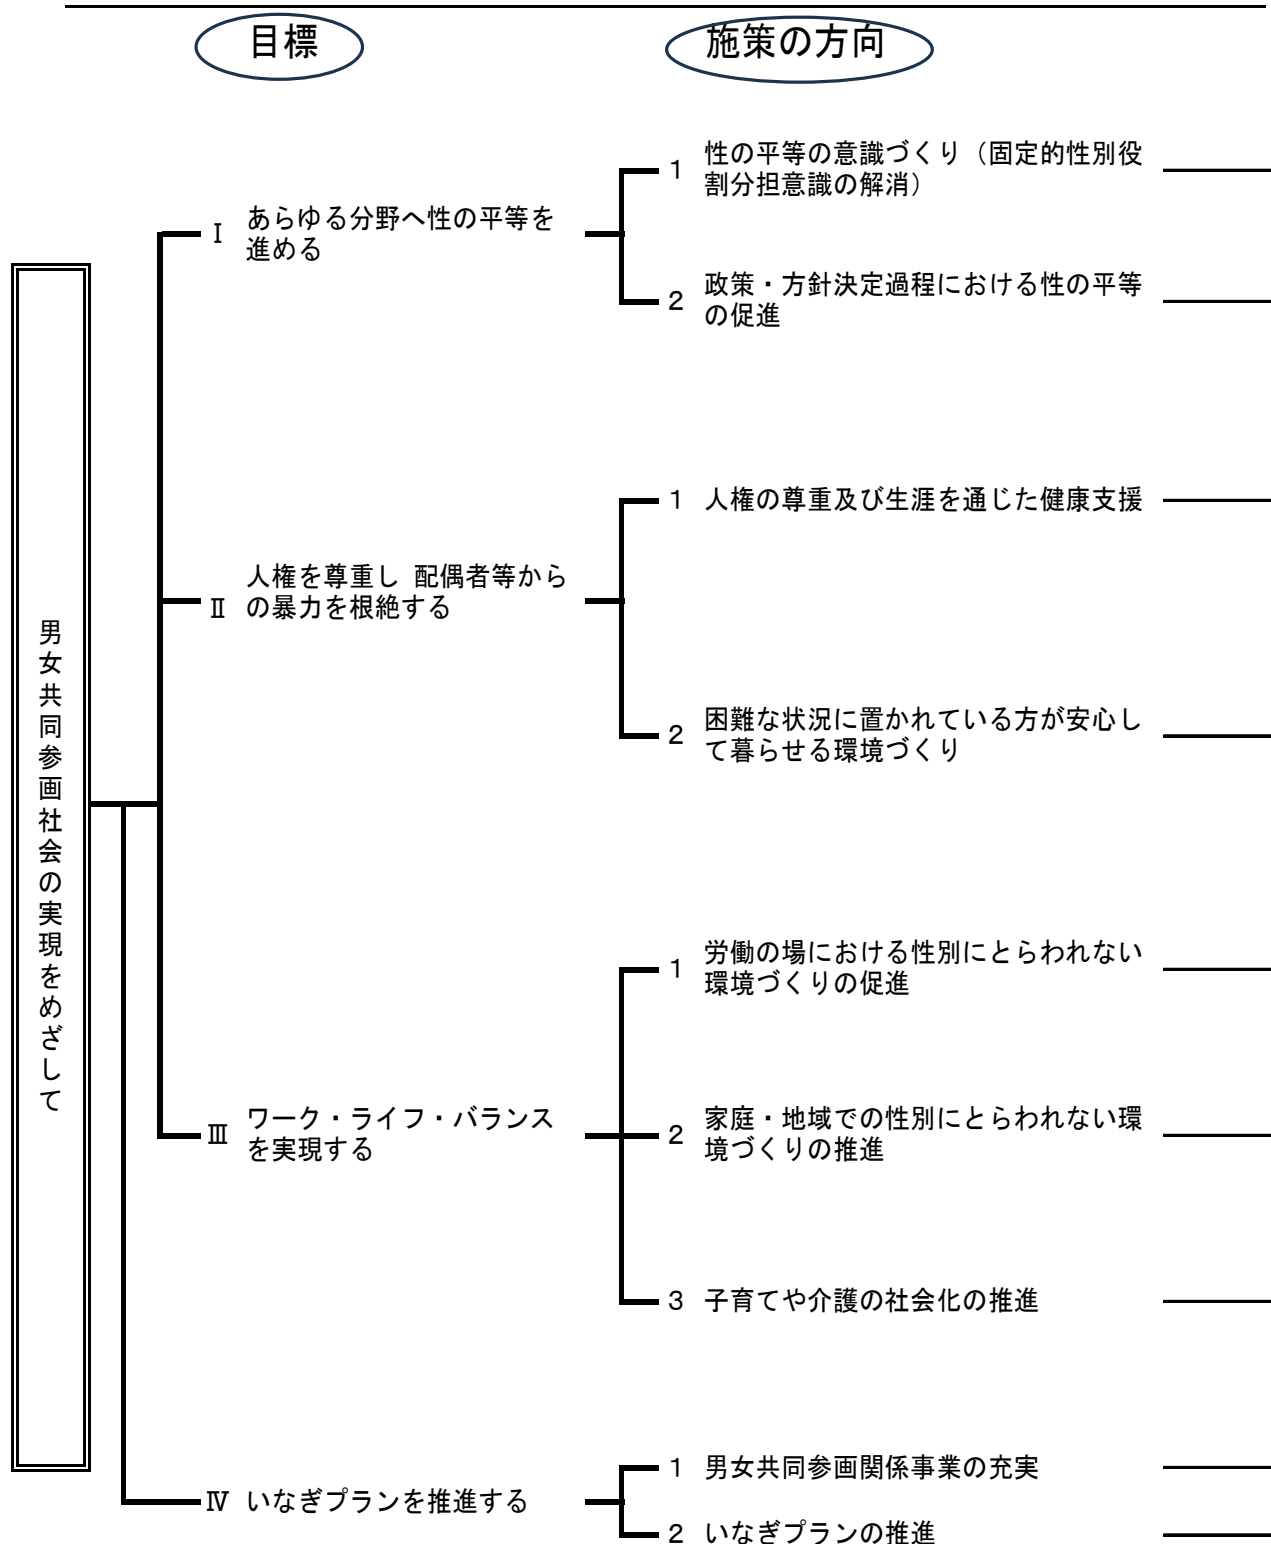 目標
施策の方向
男女共同参画社会の実現をめざして
Ⅰ あらゆる分野へ性の平等を
進める
1 性の平等の意識づくり（固定的性別役
割分担意識の解消）
2 政策・方針決定過程における性の平等
の促進
Ⅱ 人権を尊重し 配偶者等から
の暴力を根絶する
1 人権の尊重及び生涯を通じた健康支援
2 困難な状況に置かれている方が安心し
て暮らせる環境づくり
Ⅲ ワーク・ライフ・バランス
を実現する
1 労働の場における性別にとらわれない
環境づくりの促進
2 家庭・地域での性別にとらわれない環
境づくりの推進
3 子育てや介護の社会化の推進
Ⅳ いなぎプランを推進する
1 男女共同参画関係事業の充実
2 いなぎプランの推進